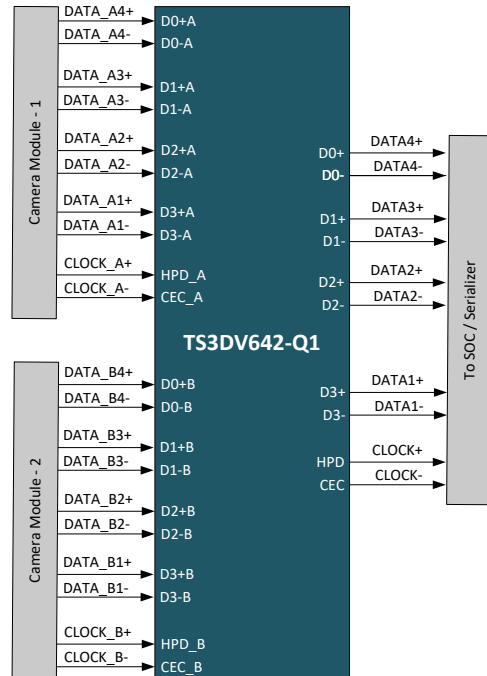 Camera Module - 1
DATA_A4+
DATA_A4-
DATA_A3+
DATA_A3-
DATA_A2+
DATA_A2-
DATA_A1+
DATA_A1-
CLOCK_A+
CLOCK_A-
D0+A
D0-A
D1+A
D1-A
D2+A
D2-A
D3+A
D3-A
HPD_A
CEC_A
TS3DV642-Q1
Camera Module - 2
DATA_B4+
DATA_B4-
DATA_B3+
DATA_B3-
DATA_B2+
DATA_B2-
DATA_B1+
DATA_B1-
CLOCK_B+
CLOCK_B-
D0+B
D0-B
D1+B
D1-B
D2+B
D2-B
D3+B
D3-B
HPD_B
CEC_B
D0+
D0-
D1+
D1-
D2+
D2-
D3+
D3-
HPD
CEC
DATA4+
DATA4-
DATA3+
DATA3-
DATA2+
DATA2-
DATA1+
DATA1-
CLOCK+
CLOCK-
To SOC / Serializer